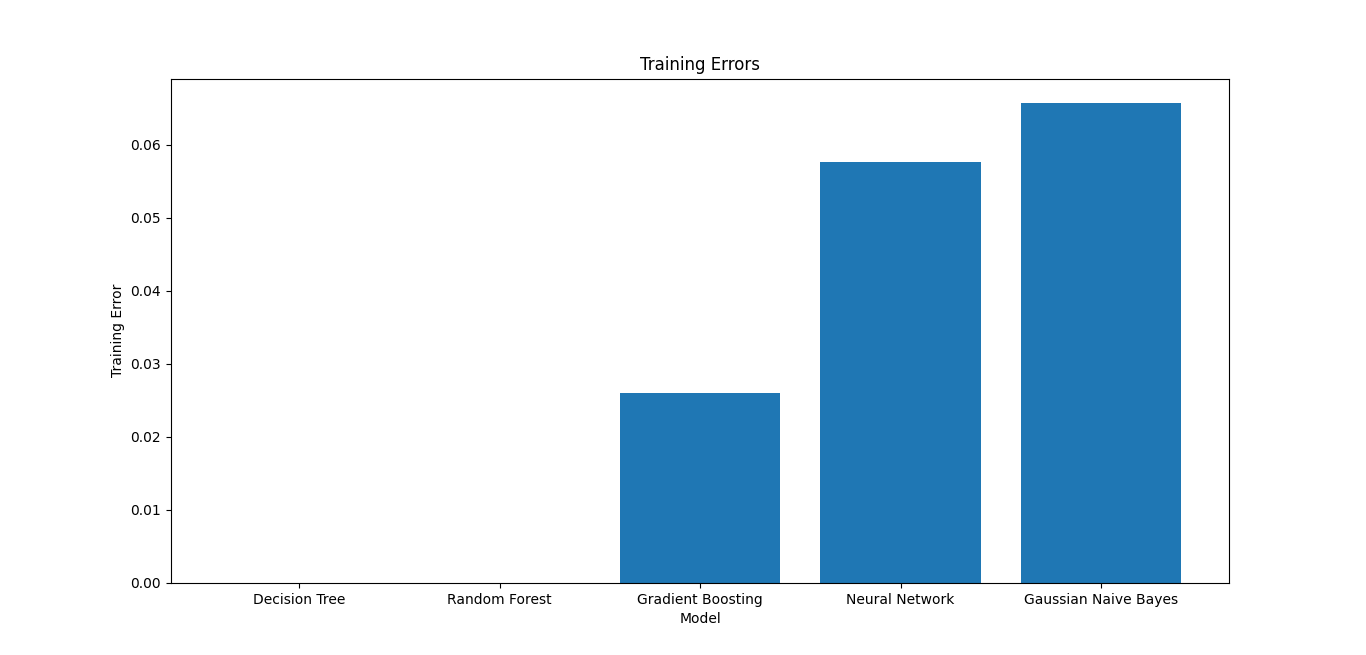 Training Errors
Training Error
0.06
0.05
0.04
0.03
0.02
0.01
0.00
Decision Tree
Random Forest
Gradient Boosting
Neural Network
Gaussian Naive Bayes
Model